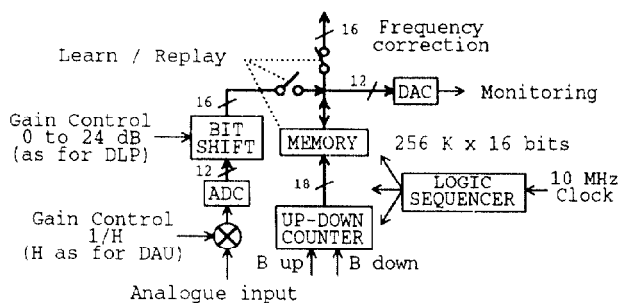 16
Frequency
correction
Learn / Replay
12
DAC
Monitoring
16
Gain Control
0 to 24 dB
(as for DLP)
BIT
SHIFT
MEMORY
256 K x 16 bits
12
18
ADC
LOGIC
SEQUENCER
10 MHz
Clock
Gain Control
1/H
(H as for DAU)
UP-DOWN
COUNTER
B up
B down
Analogue input